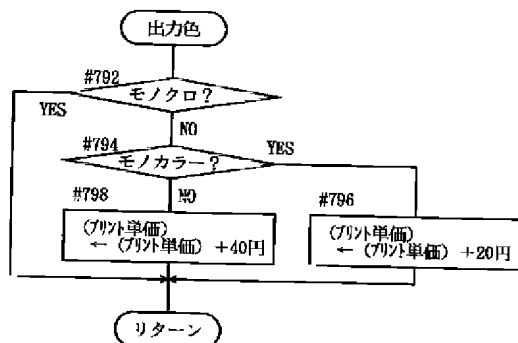 出力色
#792
モノクロ？
YES
NO
#794
モノカラー？
YES
#798
NO
#796
(プリント単価)
← (プリント単価) +40円
(プリント単価)
← (プリント単価) +20円
リターン